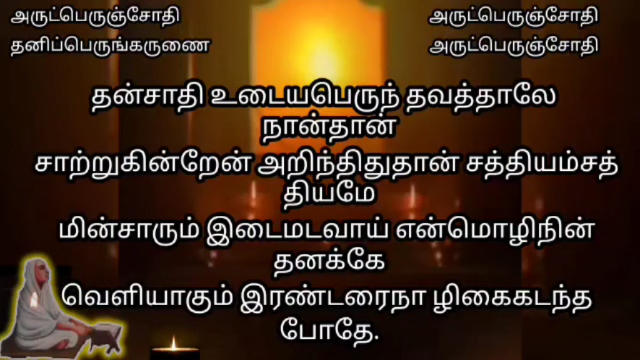 அருட்பெருஞ்சோதி அருட்பெருஞ்சோதி
தனிப்பெருங்கருணை அருட்பெருஞ்சோதி
தன்சாதி உடையபெருந் தவத்தாலே
நான்தான்
சாற்றுகின்றேன் அறிந்திதுதான் சத்தியம்சத்
தியமே
மின்சாரும் இடைமடவாய் என்மொழிநின்
தனக்கே
வெளியாகும் இரண்டரைநா ழிகைகடந்த
போதே.